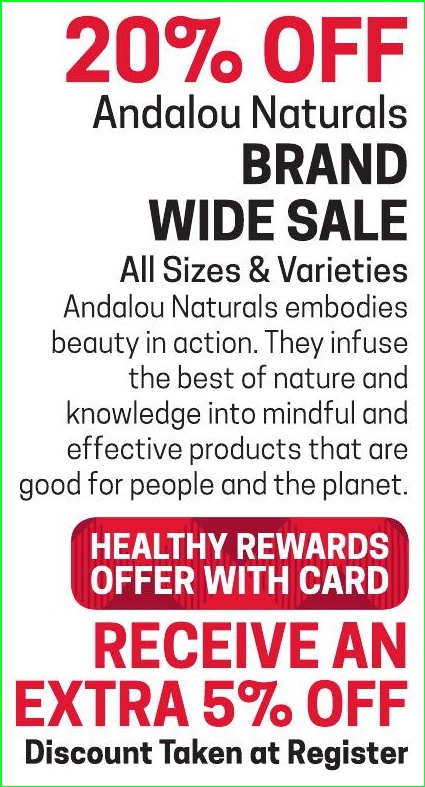 20% OFF
Andalou Naturals
BRAND
WIDE SALE
All Sizes & Varieties
Andalou Naturals embodies
beauty in action. They infuse
the best of nature and
knowledge into mindful and
effective products that are
good for people and the planet.
HEALTHY REWARDS
OFFER WITH CARD
RECEIVE AN
EXTRA 5% OFF
Discount Taken at Register